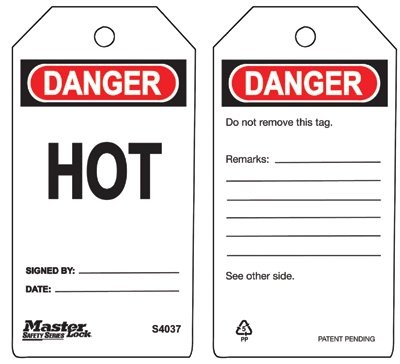 DANGER
HOT
SIGNED BY:
DATE:
Master Lock
SAFETY SERIES
S4037
DANGER
Do not remove this tag.
Remarks:
See other side.
5
PP
PATENT PENDING